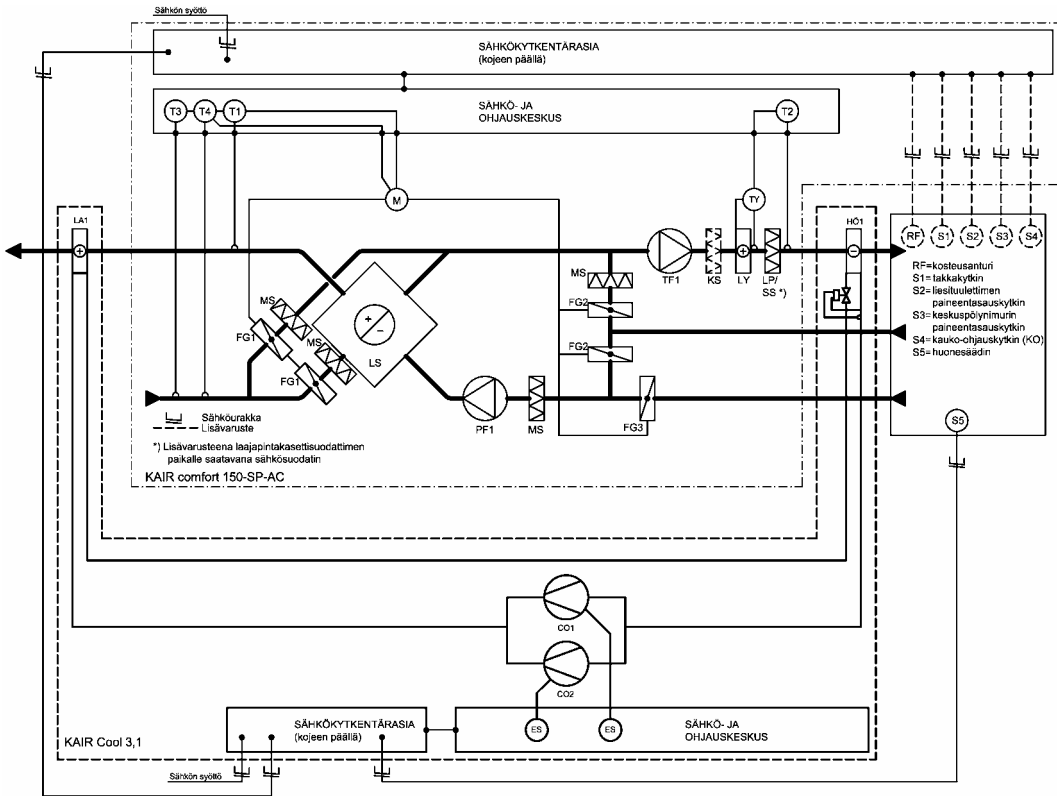 Sähkön syöttö
SÄHKÖKYTKENTÄRASIA
(kojeen päällä)
T3
T4
T1
SÄHKÖ- JA
OHJAUSKESKUS
T2
M
TY
LA1
HÖ1
RF
S1
S2
S3
S4
MS
FG1
MS
FG1
LS
MS
FG2
FG2
TF1
KS
LY
LP/
SS *)
RF=kosteusanturi
S1=takkakytkin
S2=liesituulettimen
paineentasauskytkin
S3=keskuspölynimurin
paineentasauskytkin
S4=kauko-ohjauskytkin (KO)
S5=huonesäädin
PF1
MS
FG3
S5
Sähköurakka
Lisävaruste
*) Lisävarusteena laajapintakasettisuodattimen
paikalle saatavana sähkösuodatin
KAIR comfort 150-SP-AC
CO1
CO2
ES
ES
SÄHKÖKYTKENTÄRASIA
(kojeen päällä)
SÄHKÖ- JA
OHJAUSKESKUS
KAIR Cool 3,1
Sähkön syöttö